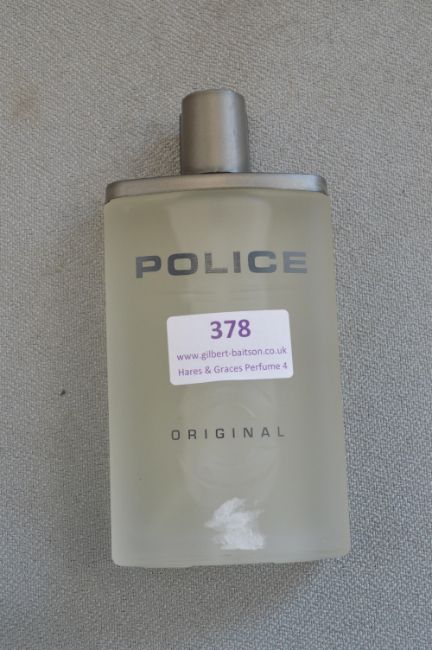 POLICE
378
www.gilbert-baitson.co.uk
Hares & Graces Perfume 4
ORIGINAL